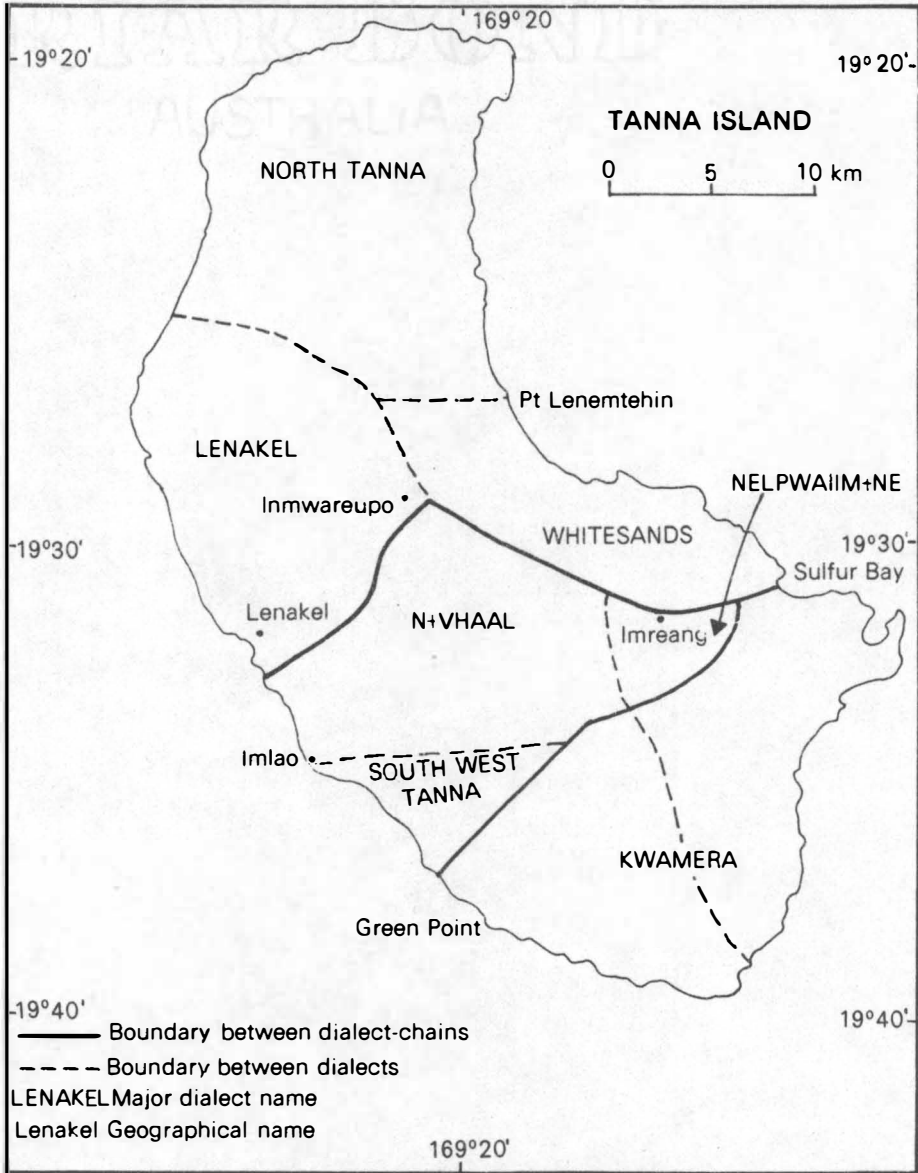 169°20
19°20'
19°20'
TANNA ISLAND
0 5 10 km
NORTH TANNA
Pt Lenemtehin
LENAKEL
NELPWAIIM+NE
Inmwareupo
WHITESANDS
19°30'
19°30'
Sulfur Bay
Lenakel
N+VHAAL
Imreang
Imlao
SOUTH WEST
TANNA
KWAMERA
Green Point
19°40'
19°40'
Boundary between dialect-chains
Boundary between dialects
LENAKEL Major dialect name
Lenakel Geographical name
169°20'